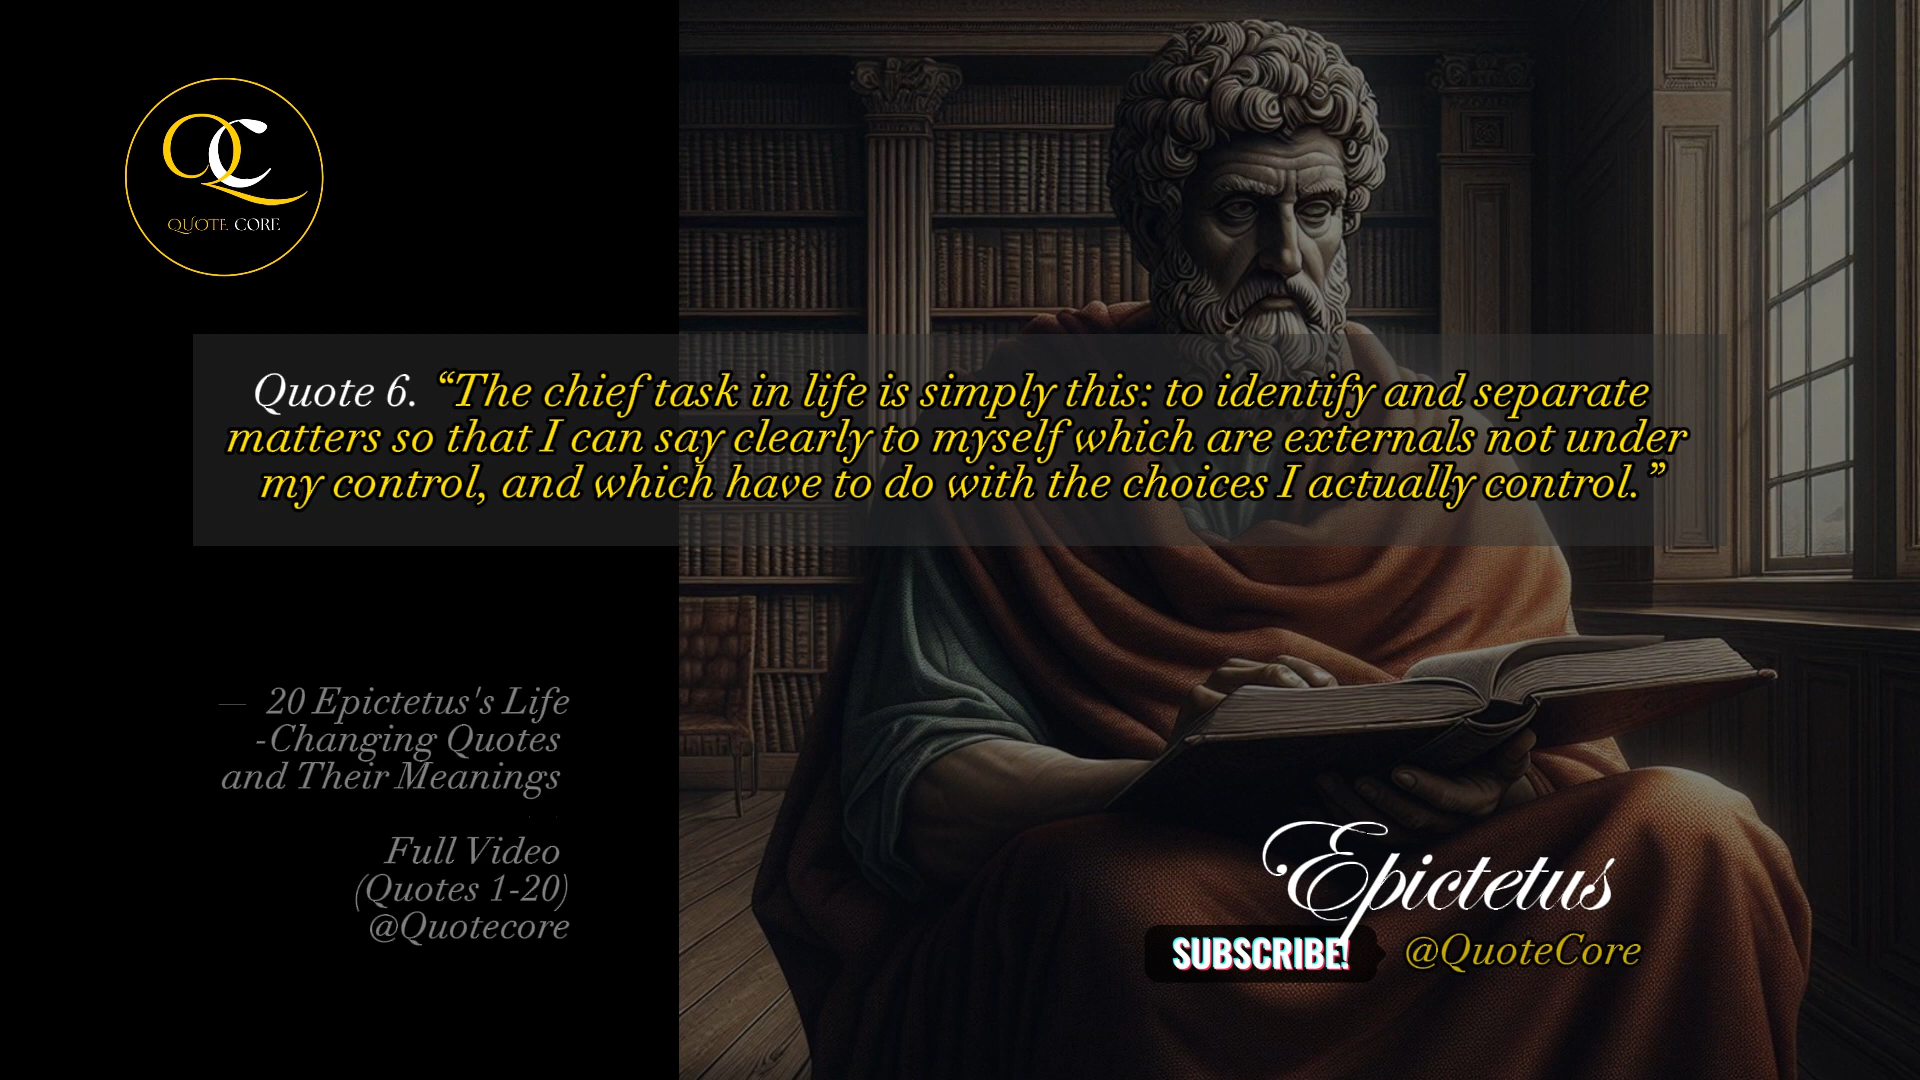 QC
QUOTE CORE
Quote 6. “The chief task in life is simply this: to identify and separate
matters so that I can say clearly to myself which are externals not under
my control, and which have to do with the choices I actually control.”
— 20 Epictetus's Life
-Changing Quotes
and Their Meanings
Full Video
(Quotes 1-20)
@Quotecore
Epictetus
SUBSCRIBE!
@QuoteCore